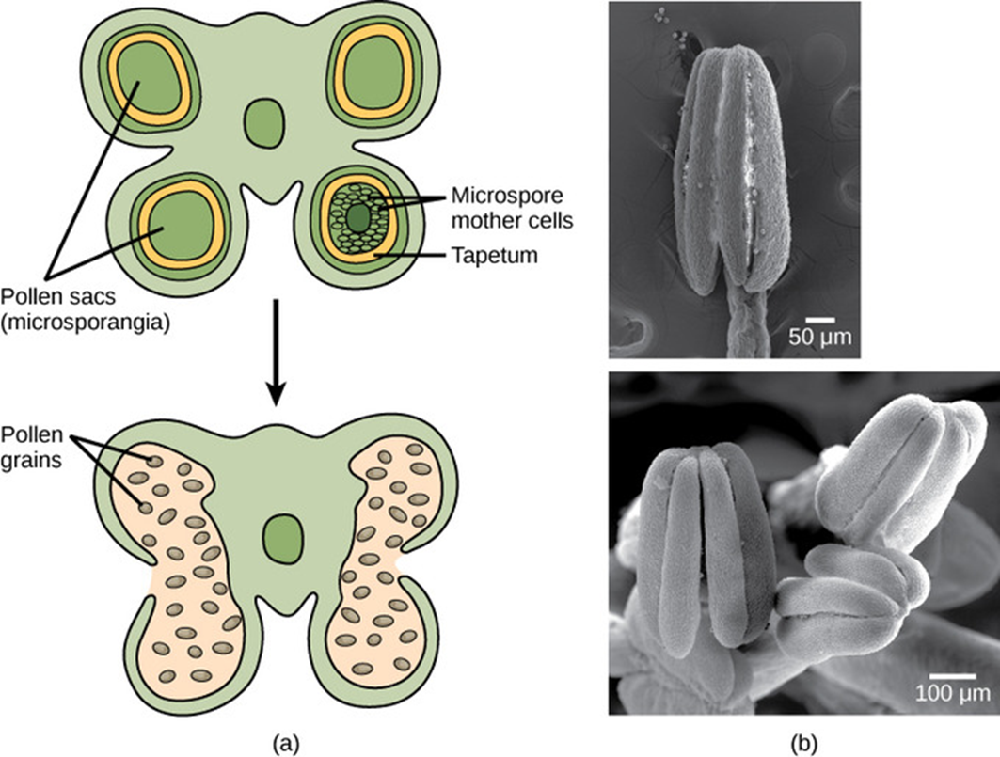 Microspore
mother cells
Tapetum
Pollen sacs
(microsporangia)
Pollen
grains
(a)
50 µm
100 µm
(b)